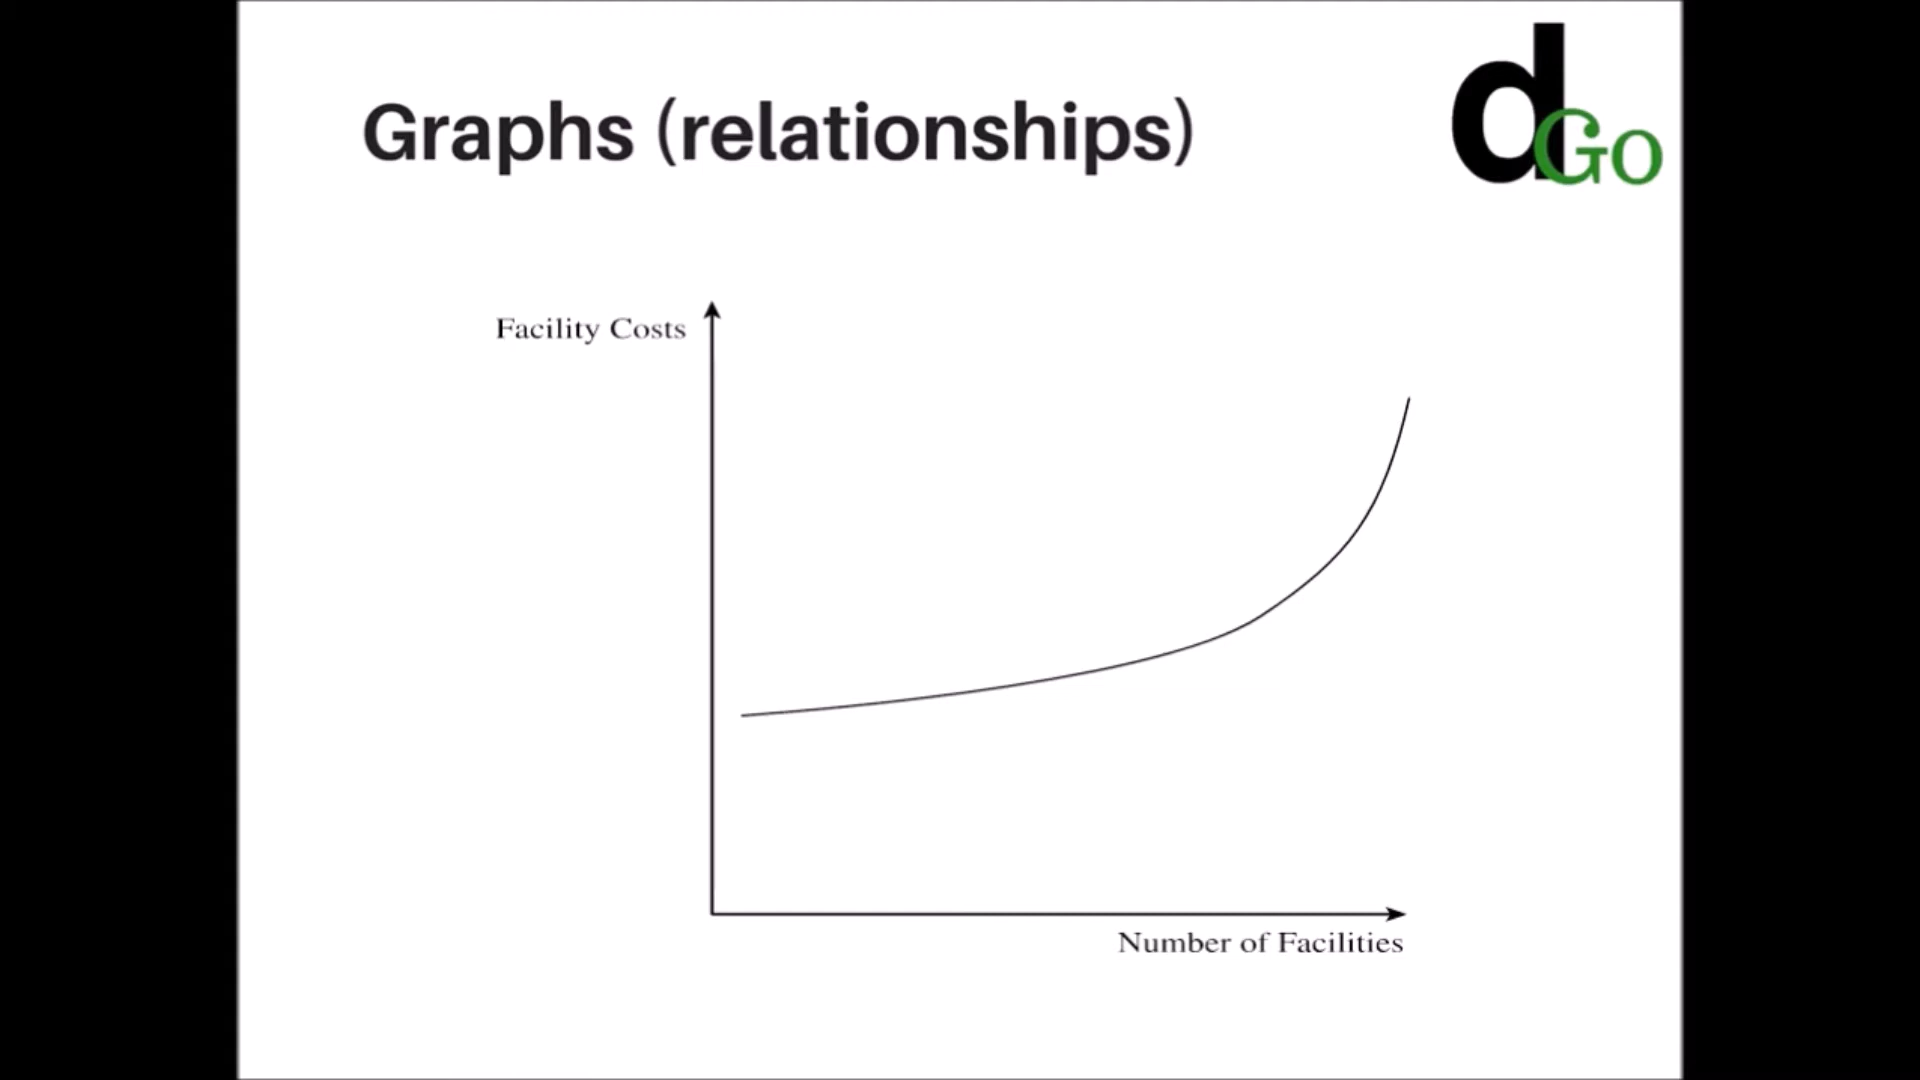 Graphs (relationships)
dGo
Facility Costs
Number of Facilities